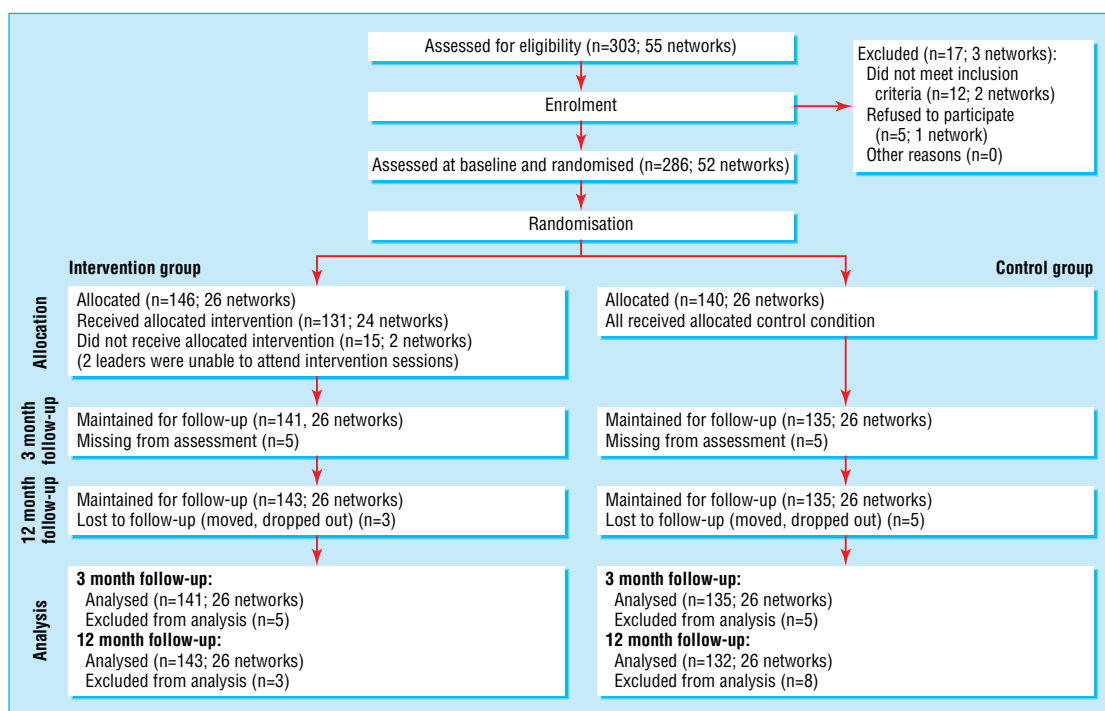 Assessed for eligibility (n=303; 55 networks)
Excluded (n=17; 3 networks):
Did not meet inclusion
criteria (n=12; 2 networks)
Refused to participate
(n=5; 1 network)
Other reasons (n=0)
Enrolment
Assessed at baseline and randomised (n=286; 52 networks)
Randomisation
Intervention group
Control group
Allocation
Allocated (n=146; 26 networks)
Received allocated intervention (n=131; 24 networks)
Did not receive allocated intervention (n=15; 2 networks)
(2 leaders were unable to attend intervention sessions)
Allocated (n=140; 26 networks)
All received allocated control condition
3 month
follow-up
Maintained for follow-up (n=141, 26 networks)
Missing from assessment (n=5)
Maintained for follow-up (n=135; 26 networks)
Missing from assessment (n=5)
12 month
follow-up
Maintained for follow-up (n=143; 26 networks)
Lost to follow-up (moved, dropped out) (n=3)
Maintained for follow-up (n=135; 26 networks)
Lost to follow-up (moved, dropped out) (n=5)
Analysis
3 month follow-up:
Analysed (n=141; 26 networks)
Excluded from analysis (n=5)
12 month follow-up:
Analysed (n=143; 26 networks)
Excluded from analysis (n=3)
3 month follow-up:
Analysed (n=135; 26 networks)
Excluded from analysis (n=5)
12 month follow-up:
Analysed (n=132; 26 networks)
Excluded from analysis (n=8)